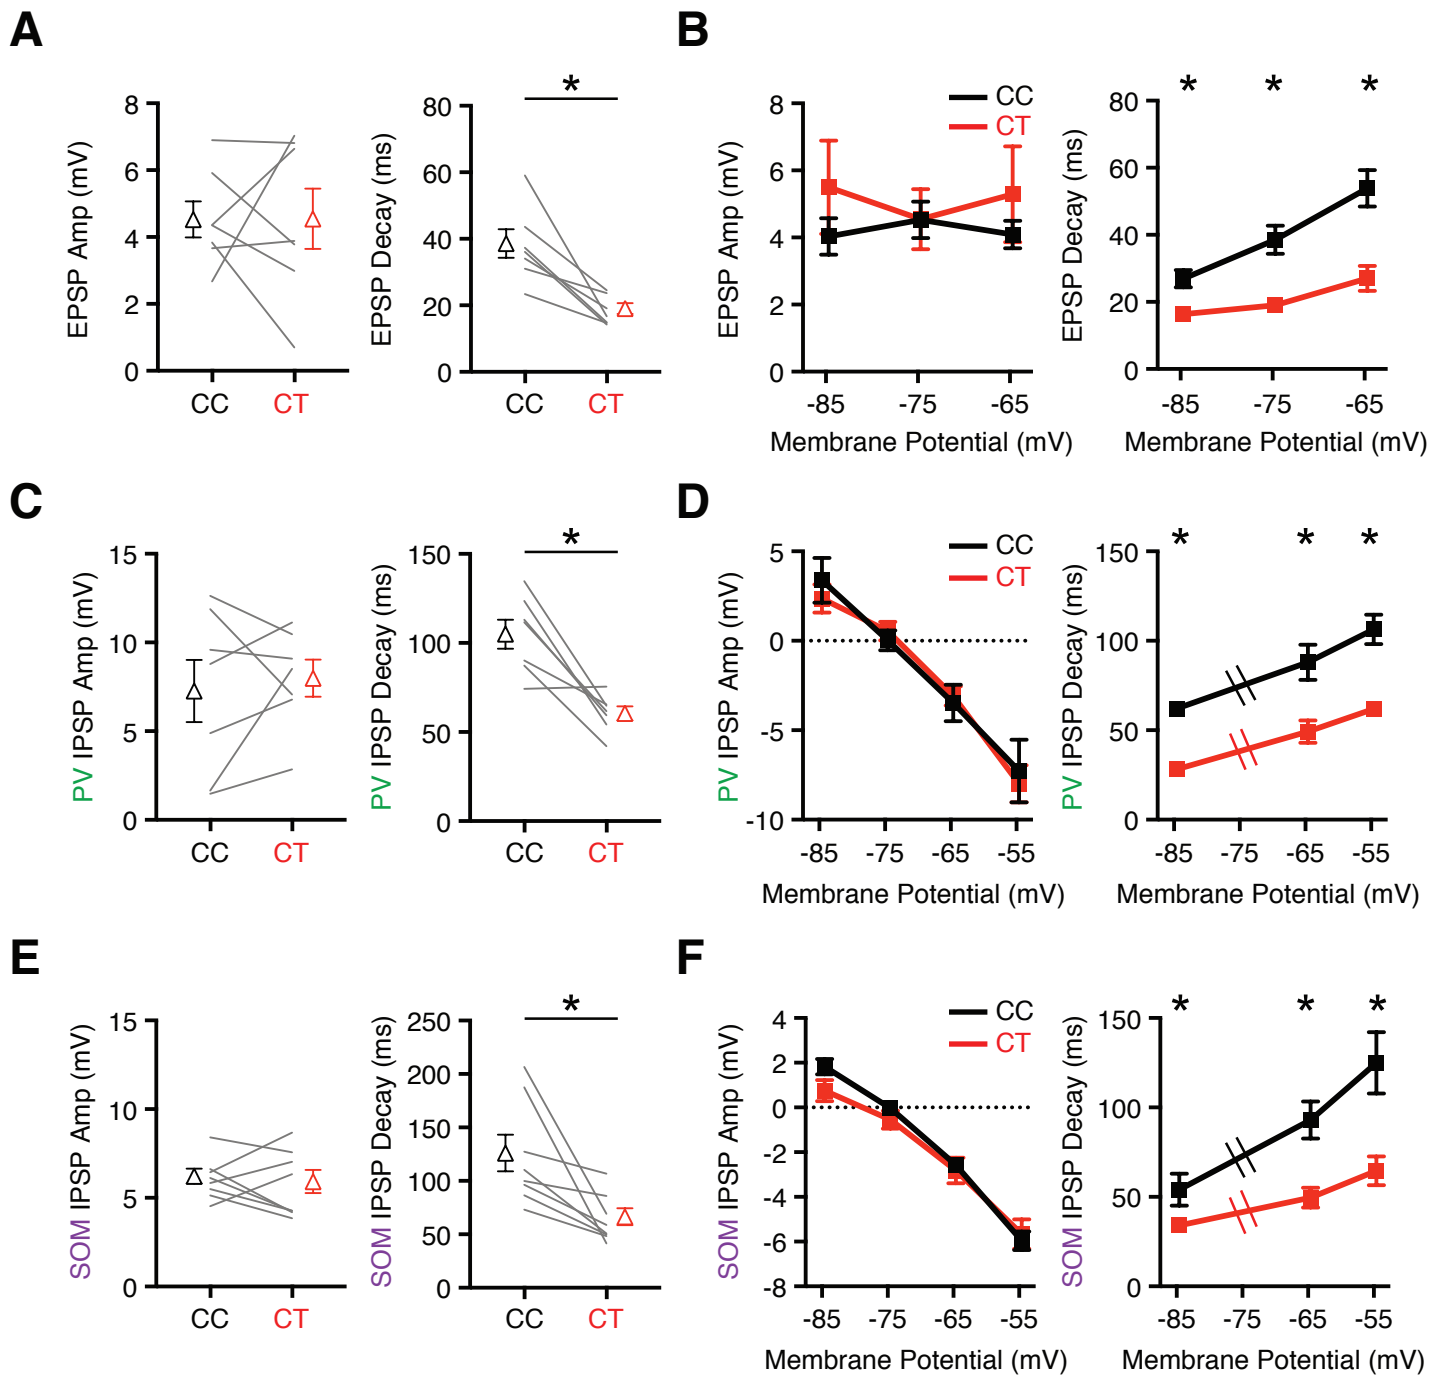 A
EPSP Amp (mV)
8
6
4
2
0
CC
CT
EPSP Decay (ms)
80
60
40
20
0
*
CC
CT
B
EPSP Amp (mV)
8
6
4
2
0
CC
CT
-85
-75
-65
Membrane Potential (mV)
EPSP Decay (ms)
80
60
40
20
0
* * *
-85
-75
-65
Membrane Potential (mV)
C
PV IPSP Amp (mV)
15
10
5
0
CC
CT
PV IPSP Decay (ms)
150
100
50
0
*
CC
CT
D
PV IPSP Amp (mV)
5
0
-5
-10
CC
CT
-85
-75
-65
-55
Membrane Potential (mV)
PV IPSP Decay (ms)
150
100
50
0
* * *
-85
-75
-65
-55
Membrane Potential (mV)
E
SOM IPSP Amp (mV)
15
10
5
0
CC
CT
SOM IPSP Decay (ms)
250
200
150
100
50
0
*
CC
CT
F
SOM IPSP Amp (mV)
4
2
0
-2
-4
-6
-8
CC
CT
-85
-75
-65
-55
Membrane Potential (mV)
SOM IPSP Decay (ms)
150
100
50
0
* * *
-85
-75
-65
-55
Membrane Potential (mV)